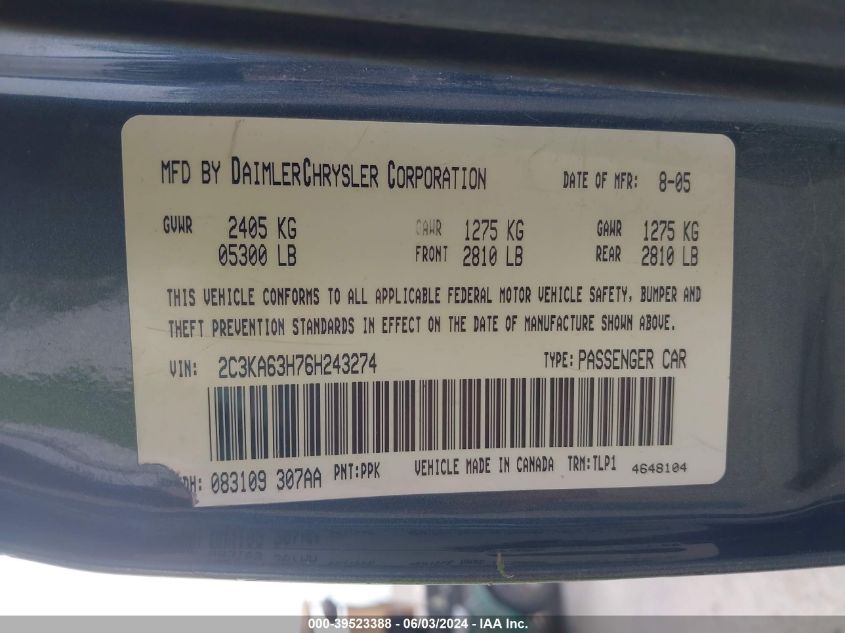 MFD BY DAIMLERCHRYSLER CORPORATION DATE OF MFR: 8-05
GVWR 2405 KG GAWR 1275 KG GAWR 1275 KG
05300 LB FRONT 2810 LB REAR 2810 LB
THIS VEHICLE CONFORMS TO ALL APPLICABLE FEDERAL MOTOR VEHICLE SAFETY, BUMPER AND
THEFT PREVENTION STANDARDS IN EFFECT ON THE DATE OF MANUFACTURE SHOWN ABOVE.
VIN: 2C3KA63H76H243274 TYPE: PASSENGER CAR
DH: 083109 307AA PNT:PPK VEHICLE MADE IN CANADA TRM:TLP1 4648104
000-39523388 - 06/03/2024 - IAA, Inc.